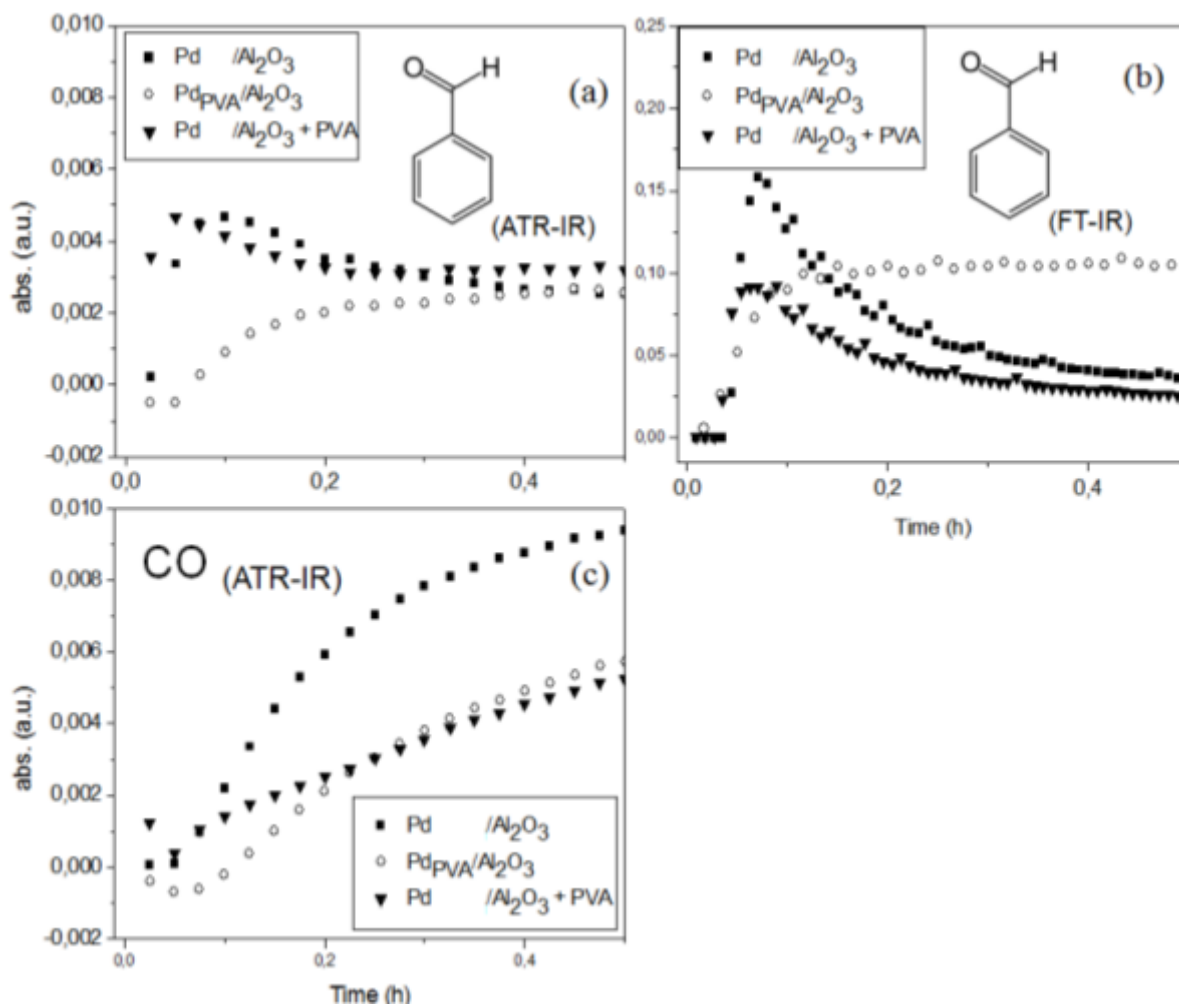 0,010
Pd /Al₂O₃
Pd_PVA/Al₂O₃
Pd /Al₂O₃ + PVA
O
H
(a)
(ATR-IR)
0,008
0,006
0,004
0,002
0,000
-0,002
abs. (a.u.)
0,0
0,2
0,4
0,25
Pd /Al₂O₃
Pd_PVA/Al₂O₃
Pd /Al₂O₃ + PVA
O
H
(b)
(FT-IR)
0,20
0,15
0,10
0,05
0,00
0,0
0,2
0,4
Time (h)
0,010
CO (ATR-IR)
(c)
0,008
0,006
0,004
0,002
0,000
-0,002
abs. (a.u.)
Pd /Al₂O₃
Pd_PVA/Al₂O₃
Pd /Al₂O₃ + PVA
0,0
0,2
0,4
Time (h)